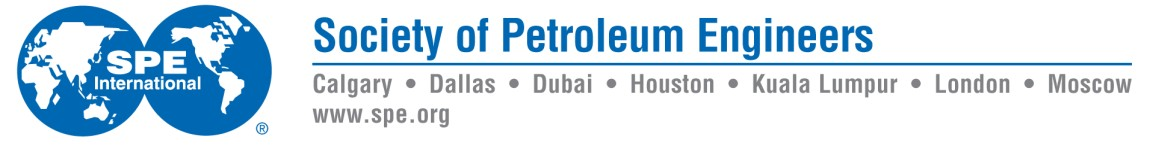 SPE
International
®
Society of Petroleum Engineers
Calgary • Dallas • Dubai • Houston • Kuala Lumpur • London • Moscow
www.spe.org